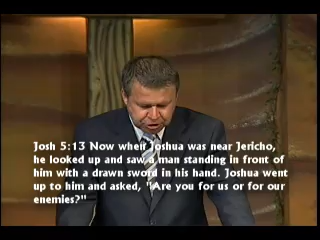 Josh 5:13 Now when Joshua was near Jericho,
he looked up and saw a man standing in front of
him with a drawn sword in his hand. Joshua went
up to him and asked, "Are you for us or for our
enemies?"